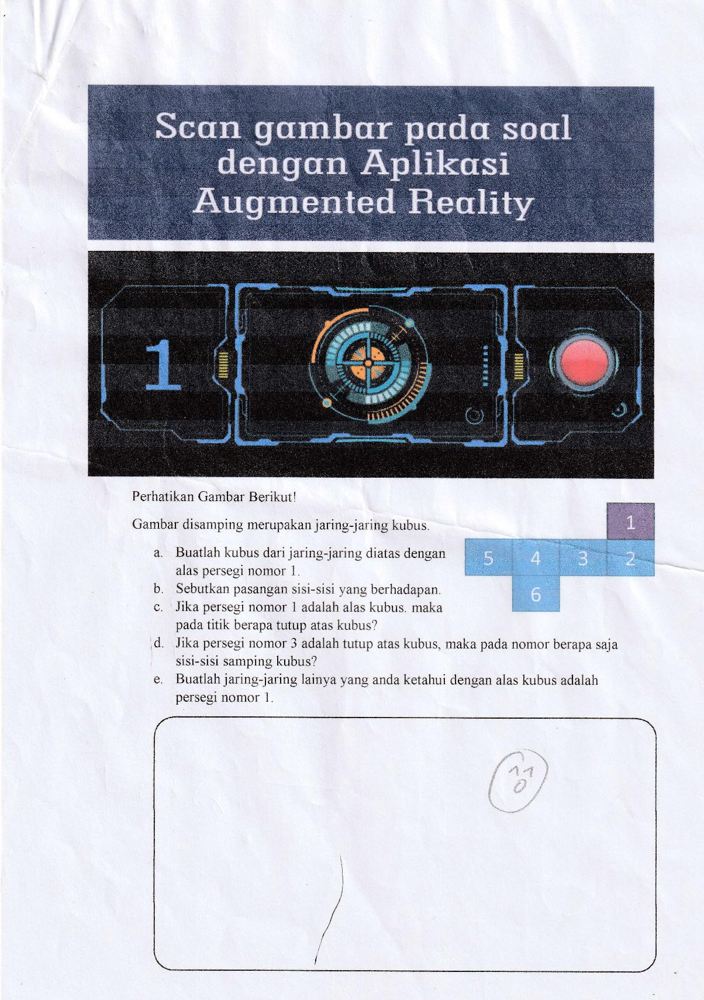 Scan gambar pada soal
dengan Aplikasi
Augmented Reality
1
Perhatikan Gambar Berikut!
Gambar disamping merupakan jaring-jaring kubus.
a. Buatlah kubus dari jaring-jaring diatas dengan
alas persegi nomor 1.
b. Sebutkan pasangan sisi-sisi yang berhadapan.
c. Jika persegi nomor 1 adalah alas kubus. maka
pada titik berapa tutup atas kubus?
1
5 4 3 2
6
d. Jika persegi nomor 3 adalah tutup atas kubus, maka pada nomor berapa saja
sisi-sisi samping kubus?
e. Buatlah jaring-jaring lainya yang anda ketahui dengan alas kubus adalah
persegi nomor 1.